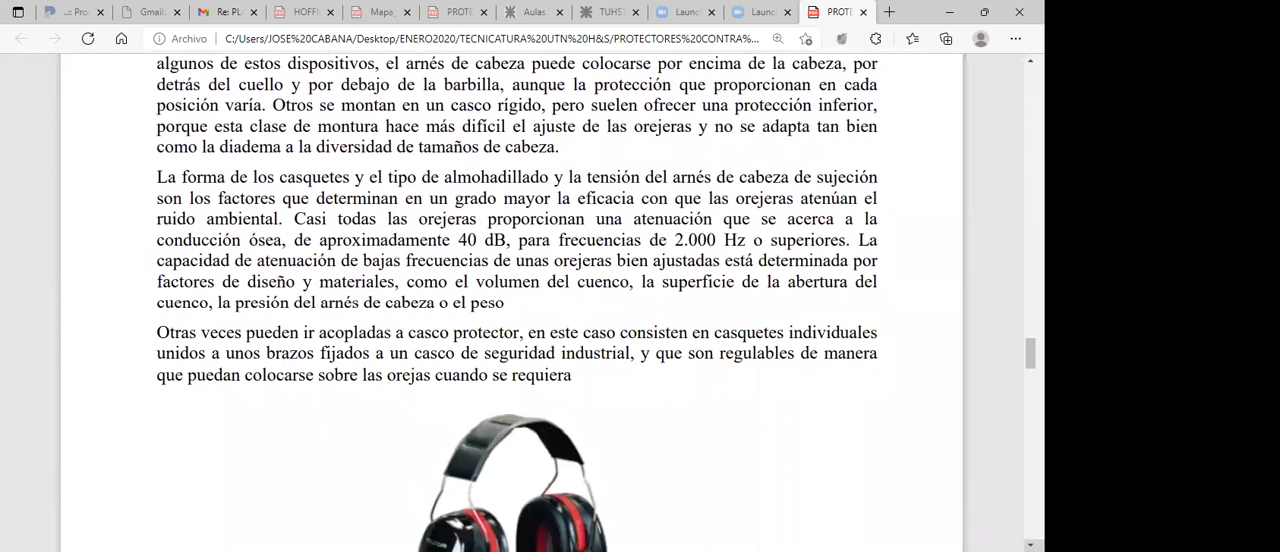 ..: Pro
Gmail
Re: PL
HOFF
Mapa_
PROTE
Aulas
TUHS
Launc
Launc
PROTE
Archivo
C:/Users/JOSE%20CABANA/Desktop/ENERO2020/TECNICATURA%20UTN%20H&S/PROTECTORES%20CONTRA%...
algunos de estos dispositivos, el arnés de cabeza puede colocarse por encima de la cabeza, por
detrás del cuello y por debajo de la barbilla, aunque la protección que proporcionan en cada
posición varía. Otros se montan en un casco rígido, pero suelen ofrecer una protección inferior,
porque esta clase de montura hace más difícil el ajuste de las orejeras y no se adapta tan bien
como la diadema a la diversidad de tamaños de cabeza.
La forma de los casquetes y el tipo de almohadillado y la tensión del arnés de cabeza de sujeción
son los factores que determinan en un grado mayor la eficacia con que las orejeras atenúan el
ruido ambiental. Casi todas las orejeras proporcionan una atenuación que se acerca a la
conducción ósea, de aproximadamente 40 dB, para frecuencias de 2.000 Hz o superiores. La
capacidad de atenuación de bajas frecuencias de unas orejeras bien ajustadas está determinada por
factores de diseño y materiales, como el volumen del cuenco, la superficie de la abertura del
cuenco, la presión del arnés de cabeza o el peso
Otras veces pueden ir acopladas a casco protector, en este caso consisten en casquetes individuales
unidos a unos brazos fijados a un casco de seguridad industrial, y que son regulables de manera
que puedan colocarse sobre las orejas cuando se requiera